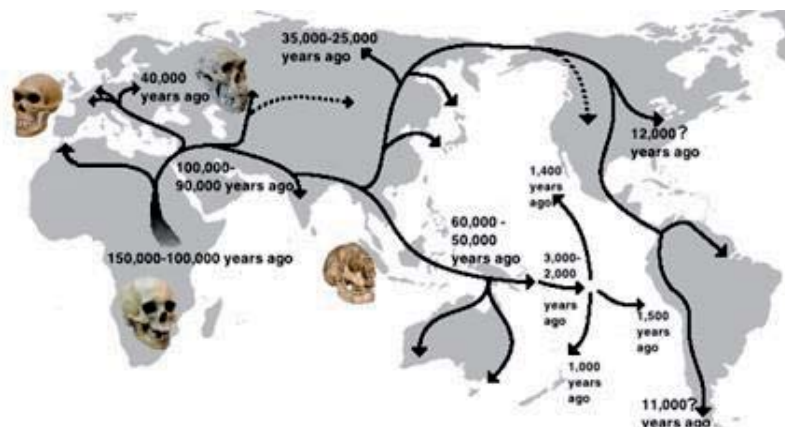 35,000-25,000
years ago
40,000
years ago
12,000?
years ago
100,000-
90,000 years ago
1,400
years
ago
60,000 -
50,000
years ago
150,000-100,000 years ago
3,000-
2,000
years
ago
1,500
years
ago
1,000
years
ago
11,000?
years ago